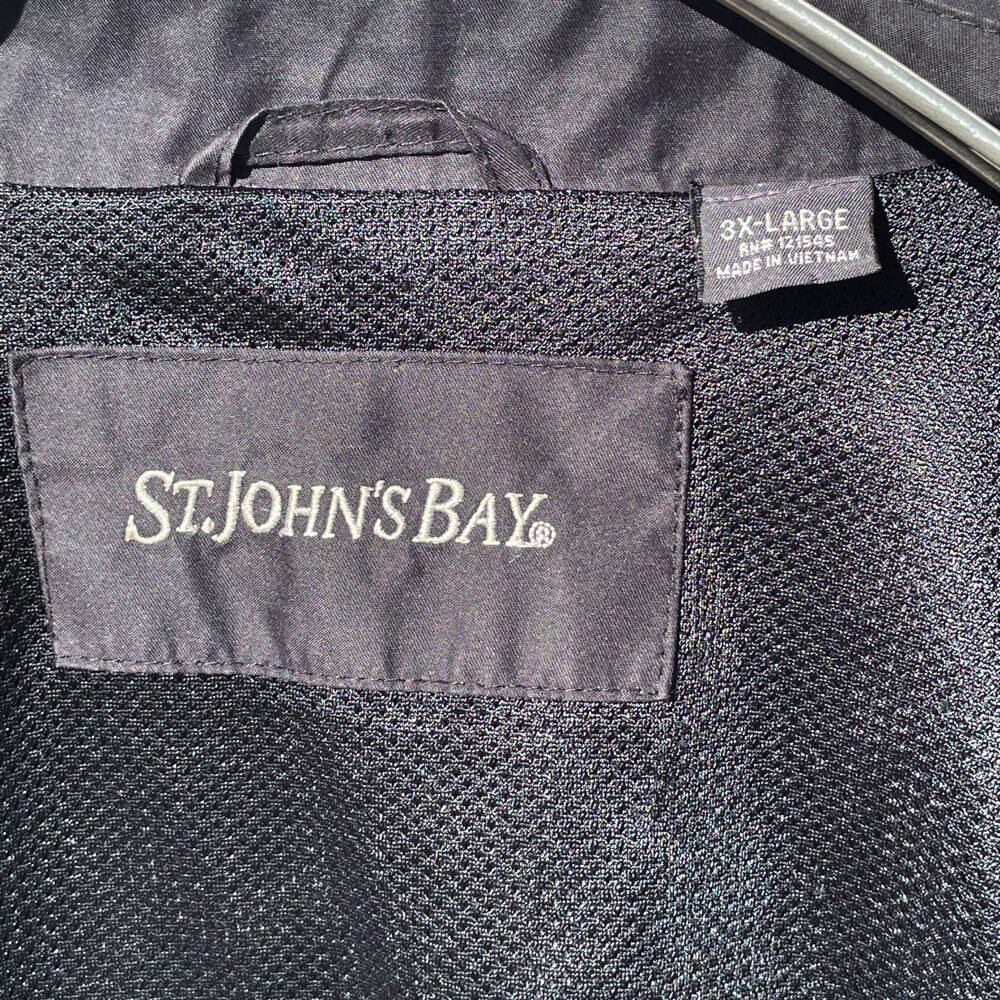 3X-LARGE
RN# 121545
MADE IN VIETNAM
ST. JOHN'S BAY®